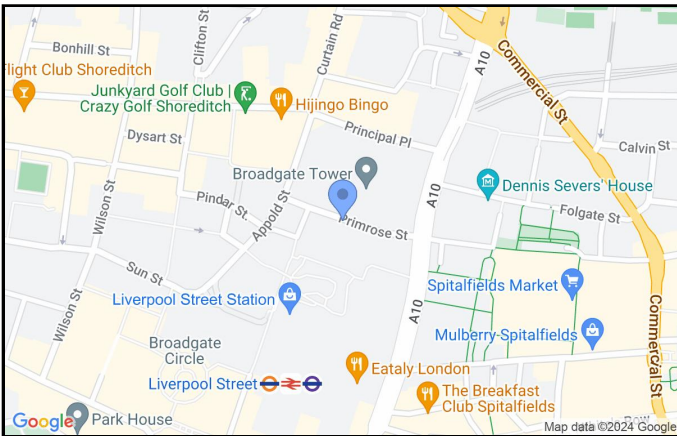 Bonhill St
Clifton St
Curtain Rd
A10
Commercial St
Flight Club Shoreditch
Junkyard Golf Club |
Crazy Golf Shoreditch
Hijingo Bingo
Principal Pl
Dysart St
Calvin St
Broadgate Tower
Dennis Severs' House
Wilson St
Pindar St.
Appold St
Primrose St
A10
Folgate St
Sun St
Liverpool Street Station
Spitalfields Market
Wilson St
A10
Mulberry-Spitalfields
Commercial St
Broadgate
Circle
Liverpool Street
Eataly London
The Breakfast
Club Spitalfields
Google
Park House
Map data ©2024 Google